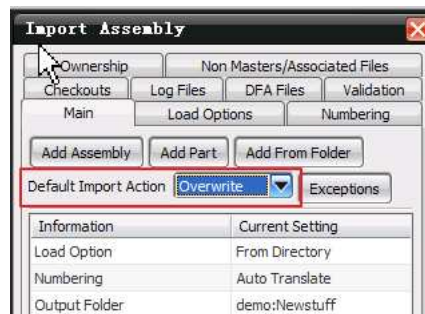 Import Assembly
Ownership Non Masters/Associated Files
Checkouts Log Files DFA Files Validation
Main Load Options Numbering
Add Assembly Add Part Add From Folder
Default Import Action Overwrite Exceptions
Information Current Setting
Load Option From Directory
Numbering Auto Translate
Output Folder demo:Newstuff